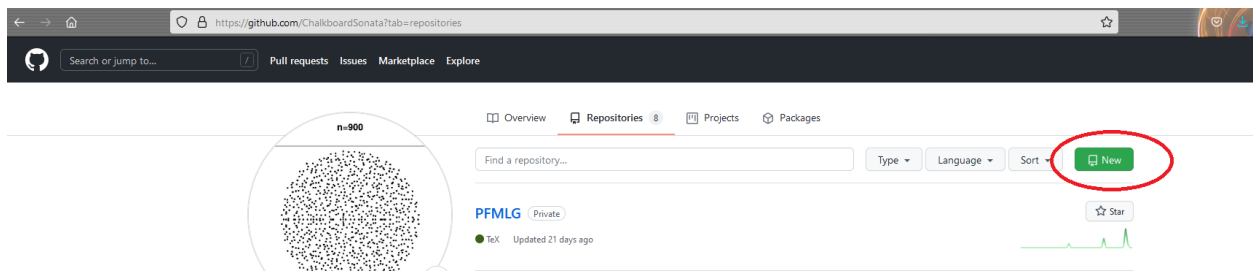 https://github.com/ChalkboardSonata?tab=repositories
Search or jump to... / Pull requests Issues Marketplace Explore
Overview Repositories 8 Projects Packages
n=900
Find a repository... Type Language Sort New
PFMLG Private Star
TeX Updated 21 days ago